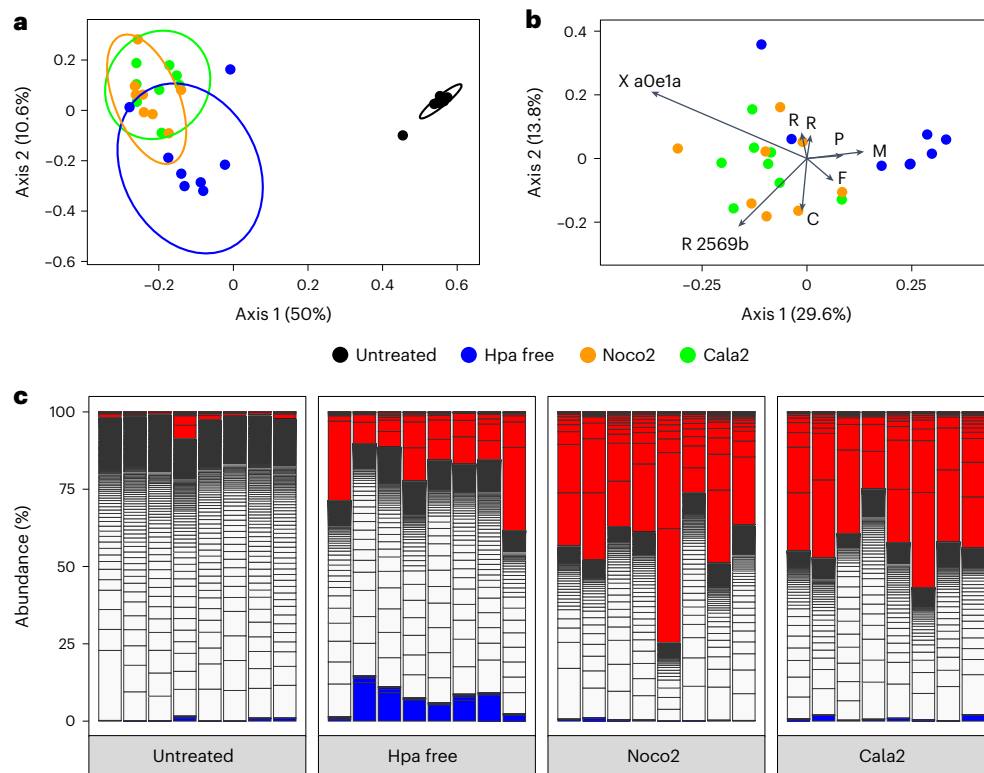 a
0.2
0
−0.2
−0.4
−0.6
Axis 2 (10.6%)
−0.2
0
0.2
0.4
0.6
Axis 1 (50%)
b
0.4
0.2
0
−0.2
Axis 2 (13.8%)
X a0e1a
R
R
P
M
F
C
R 2569b
−0.25
0
0.25
Axis 1 (29.6%)
Untreated
Hpa free
Noco2
Cala2
c
100
75
50
25
0
Abundance (%)
Untreated
Hpa free
Noco2
Cala2